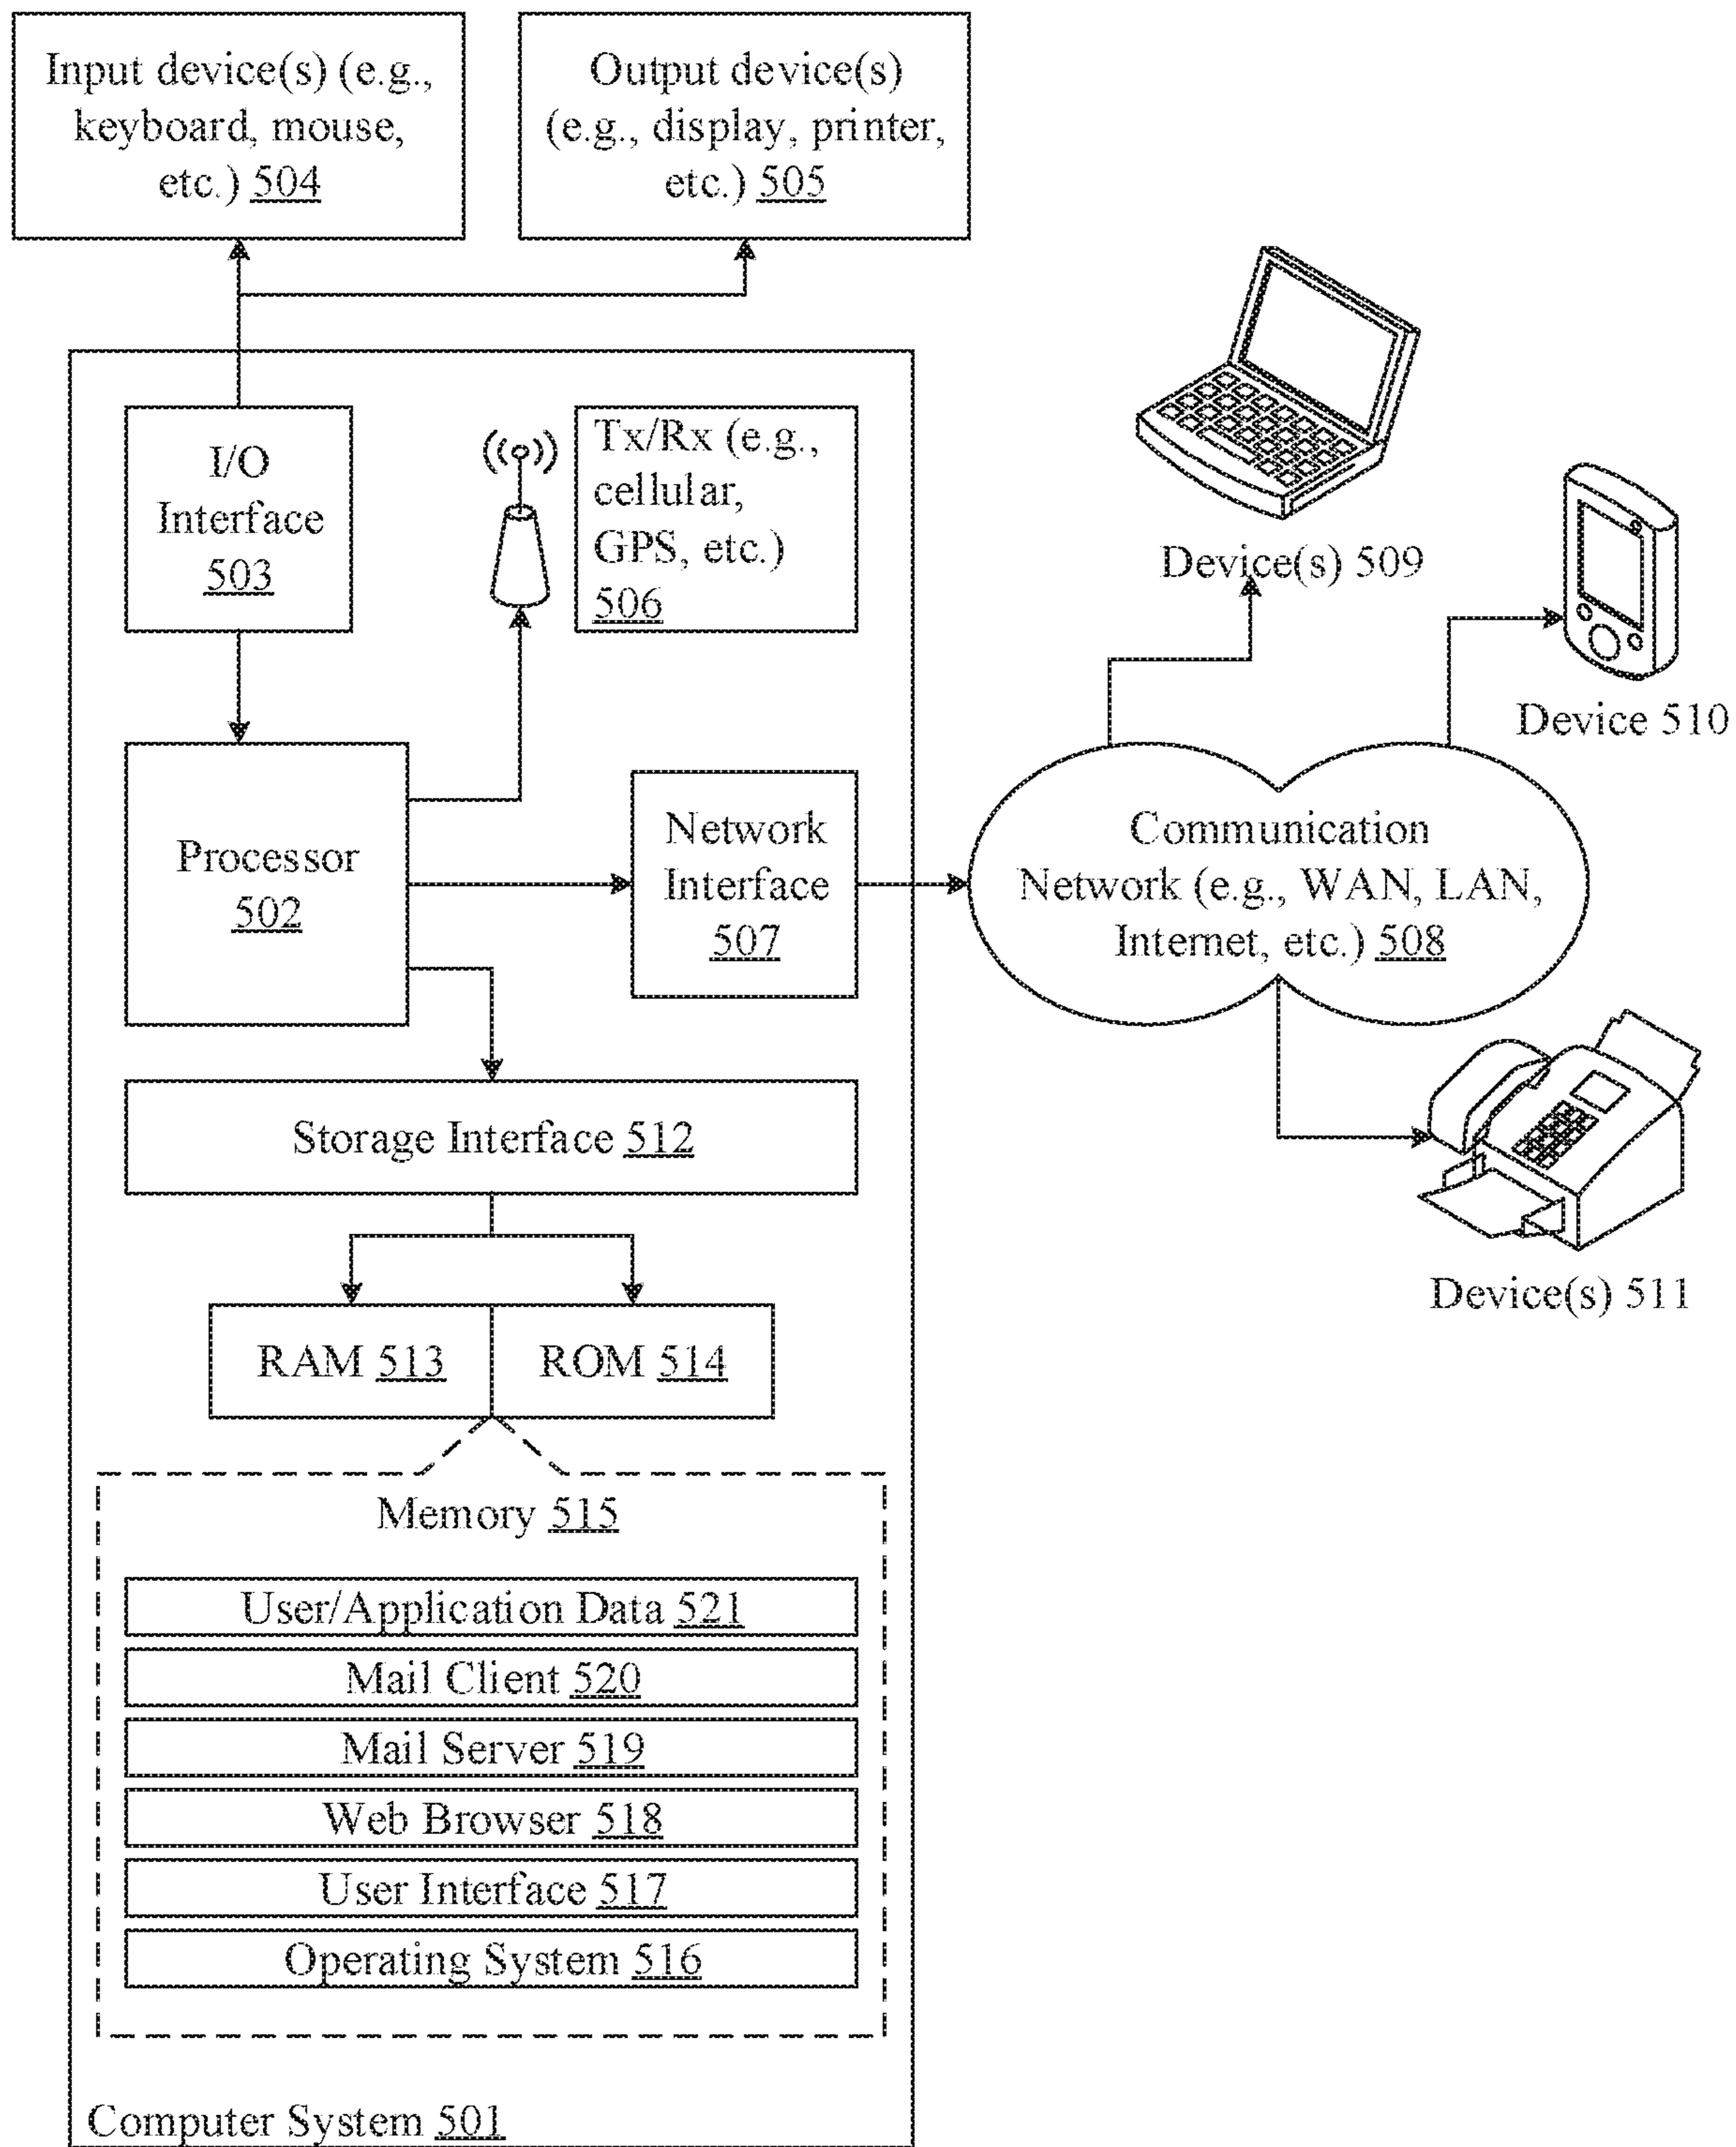 Input device(s) (e.g.,
keyboard, mouse,
etc.) 504
Output device(s)
(e.g., display, printer,
etc.) 505
I/O
Interface
503
Tx/Rx (e.g.,
cellular,
GPS, etc.)
506
Device(s) 509
Device 510
Processor
502
Network
Interface
507
Communication
Network (e.g., WAN, LAN,
Internet, etc.) 508
Storage Interface 512
Device(s) 511
RAM 513
ROM 514
Memory 515
User/Application Data 521
Mail Client 520
Mail Server 519
Web Browser 518
User Interface 517
Operating System 516
Computer System 501